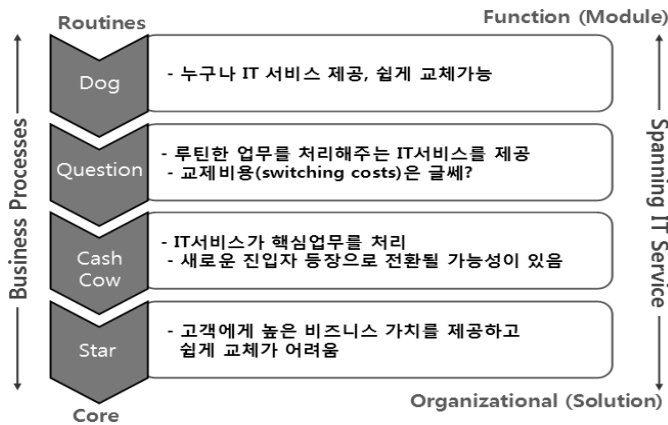 Routines
Function (Module)
Dog
- 누구나 IT 서비스 제공, 쉽게 교체가능
Question
- 루틴한 업무를 처리해주는 IT서비스를 제공
- 교제비용(switching costs)은 글쎄?
Cash
Cow
- IT서비스가 핵심업무를 처리
- 새로운 진입자 등장으로 전환될 가능성이 있음
Star
- 고객에게 높은 비즈니스 가치를 제공하고
쉽게 교체가 어려움
Core
Organizational (Solution)
Business Processes
Spanning IT Service